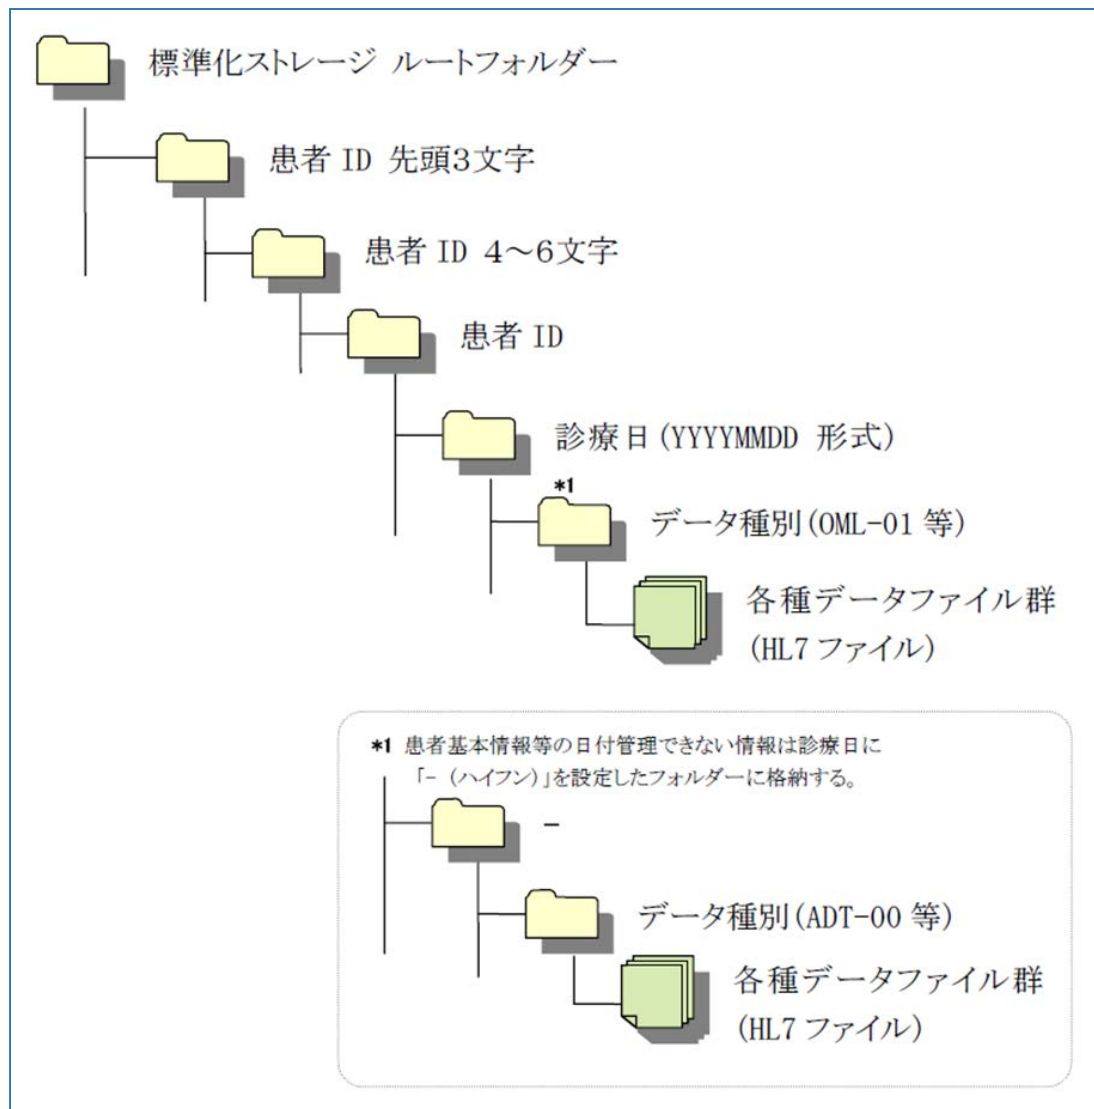 標準化ストレージ ルートフォルダー
患者 ID 先頭3文字
患者 ID 4~6文字
患者 ID
診療日(YYYYMMDD 形式)
*1
データ種別(OML-01 等)
各種データファイル群
(HL7 ファイル)
*1 患者基本情報等の日付管理できない情報は診療日に
「- (ハイフン)」を設定したフォルダーに格納する。
-
データ種別(ADT-00 等)
各種データファイル群
(HL7 ファイル)